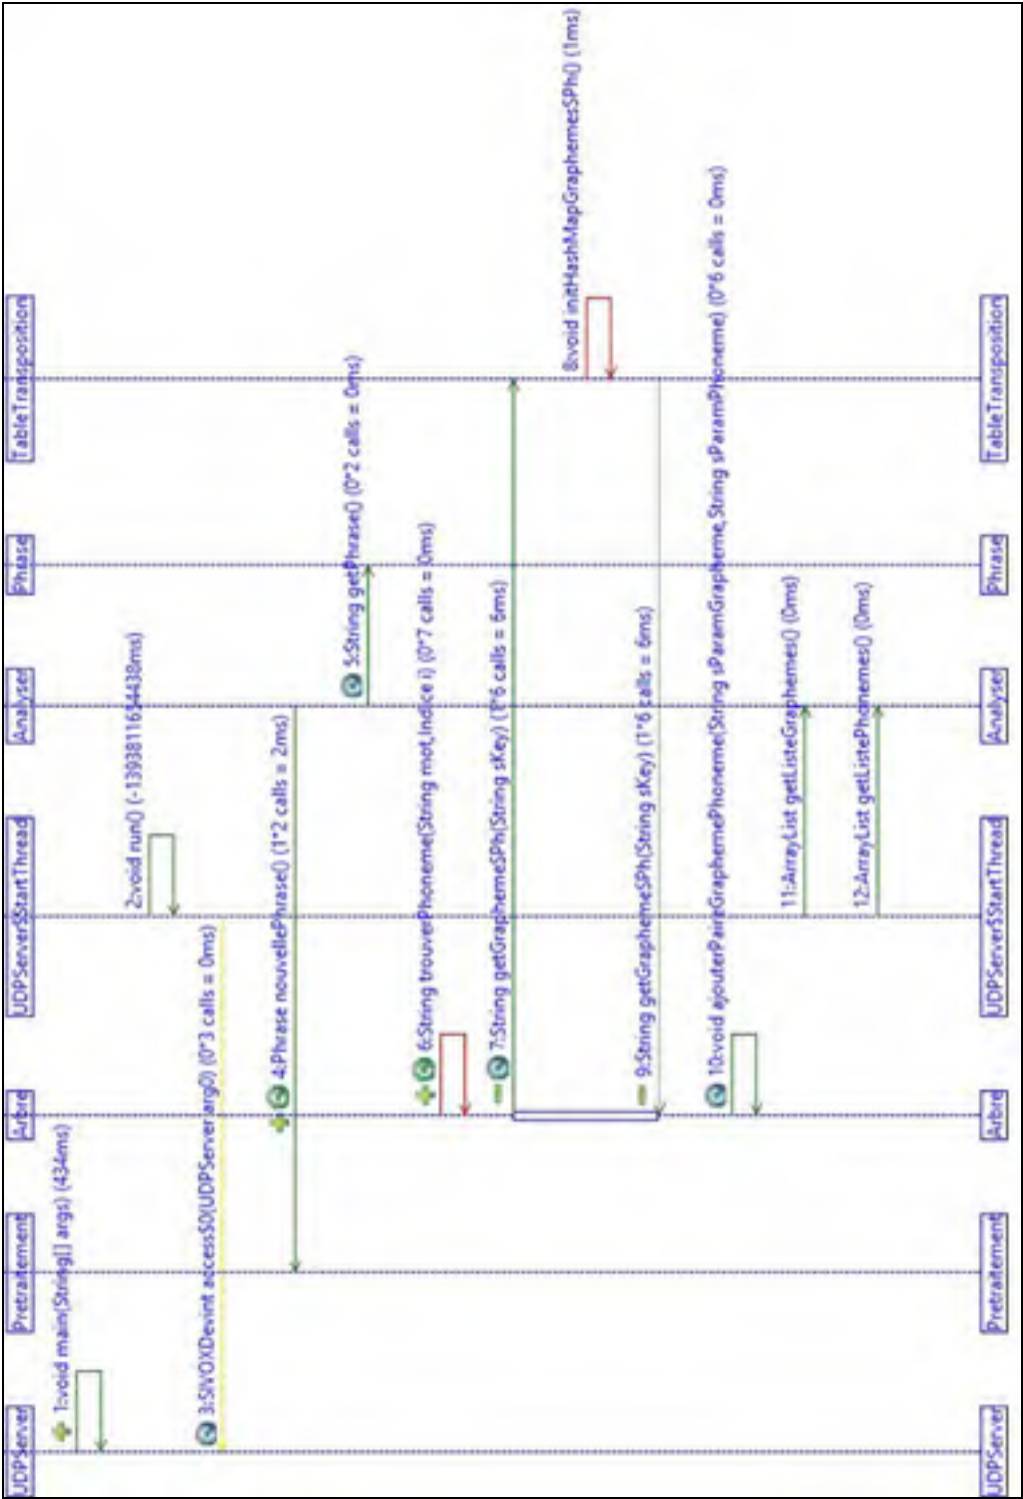 UDPServer
Pretraitement
Arbre
UDPServer$StartThread
Analyser
Phrase
TableTransposition
1:void main(String[] args) (434ms)
2:void run()
3:SIVOXDevint access$0(UDPServer arg0) (0*3 calls = 0ms)
4:Phrase nouvellePhrase() (1*2 calls = 2ms)
5:String getPhrase() (0*2 calls = 0ms)
6:String trouverPhoneme(String mot,Indice i) (0*7 calls = 0ms)
7:String getGraphemeSPh(String sKey) (1*6 calls = 6ms)
8:void initHashMapGraphemesSPh() (1ms)
9:String getGraphemeSPh(String sKey) (1*6 calls = 6ms)
10:void ajouterPaireGraphemePhoneme(String sParamGrapheme,String sParamPhoneme) (0*6 calls = 0ms)
11:ArrayList getListeGraphemes() (0ms)
12:ArrayList getListePhonemes() (0ms)
UDPServer
Pretraitement
Arbre
UDPServer$StartThread
Analyser
Phrase
TableTransposition